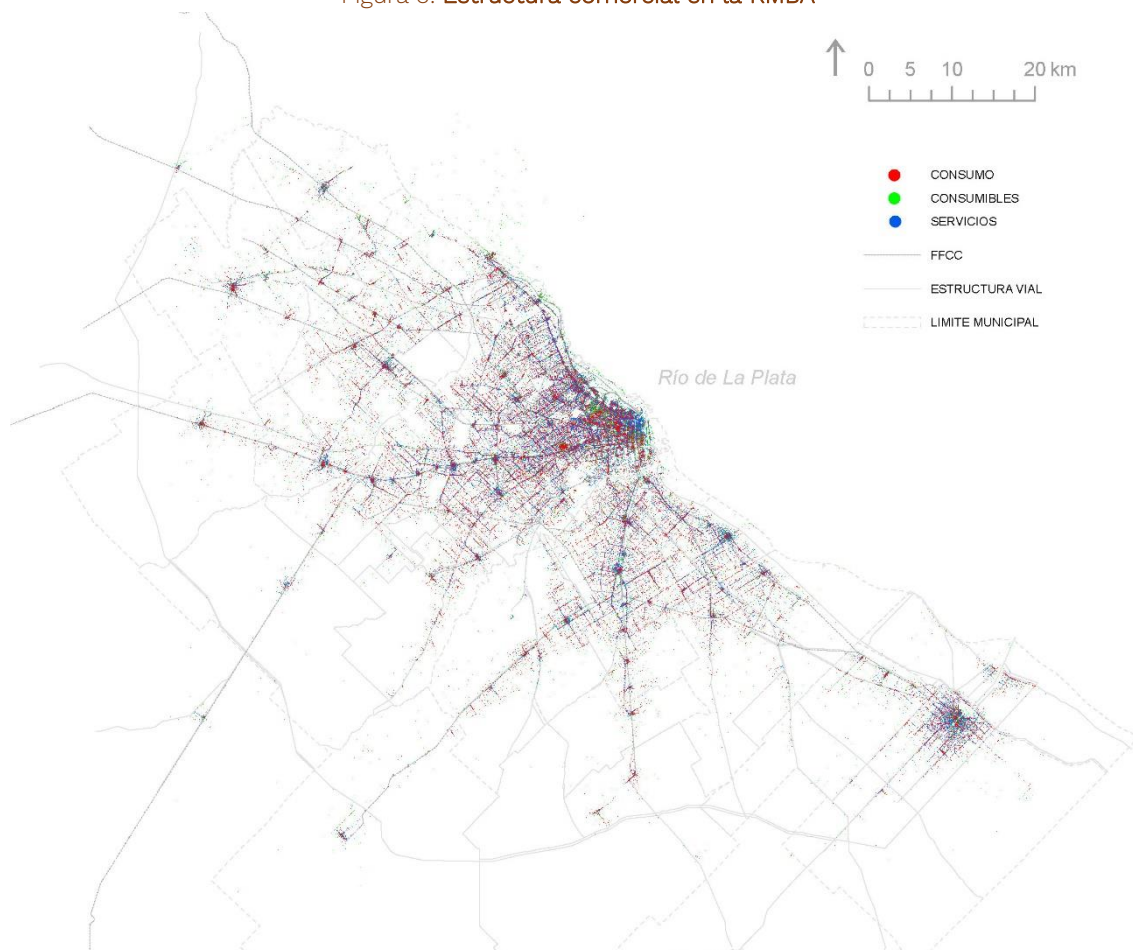 Estructura comercial en la RMBA
0 5 10 20 km
CONSUMO
CONSUMIBLES
SERVICIOS
FFCC
ESTRUCTURA VIAL
LIMITE MUNICIPAL
Río de La Plata